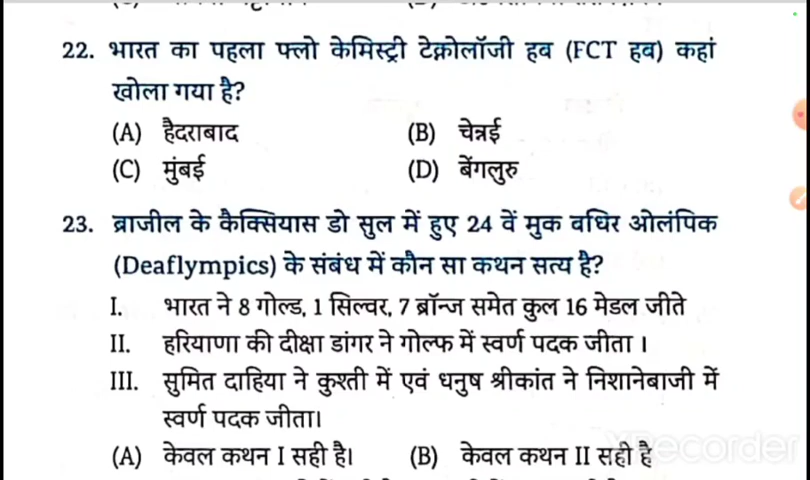 22. भारत का पहला फ्लो केमिस्ट्री टेक्नोलॉजी हब (FCT हब) कहां
खोला गया है?
(A) हैदराबाद (B) चेन्नई
(C) मुंबई (D) बेंगलुरु
23. ब्राजील के कैक्सियास डो सुल में हुए 24 वें मुक बधिर ओलंपिक
(Deaflympics) के संबंध में कौन सा कथन सत्य है?
I. भारत ने 8 गोल्ड, 1 सिल्वर, 7 ब्रॉन्ज समेत कुल 16 मेडल जीते
II. हरियाणा की दीक्षा डांगर ने गोल्फ में स्वर्ण पदक जीता ।
III. सुमित दाहिया ने कुश्ती में एवं धनुष श्रीकांत ने निशानेबाजी में
स्वर्ण पदक जीता।
(A) केवल कथन I सही है। (B) केवल कथन II सही है
XRecorder